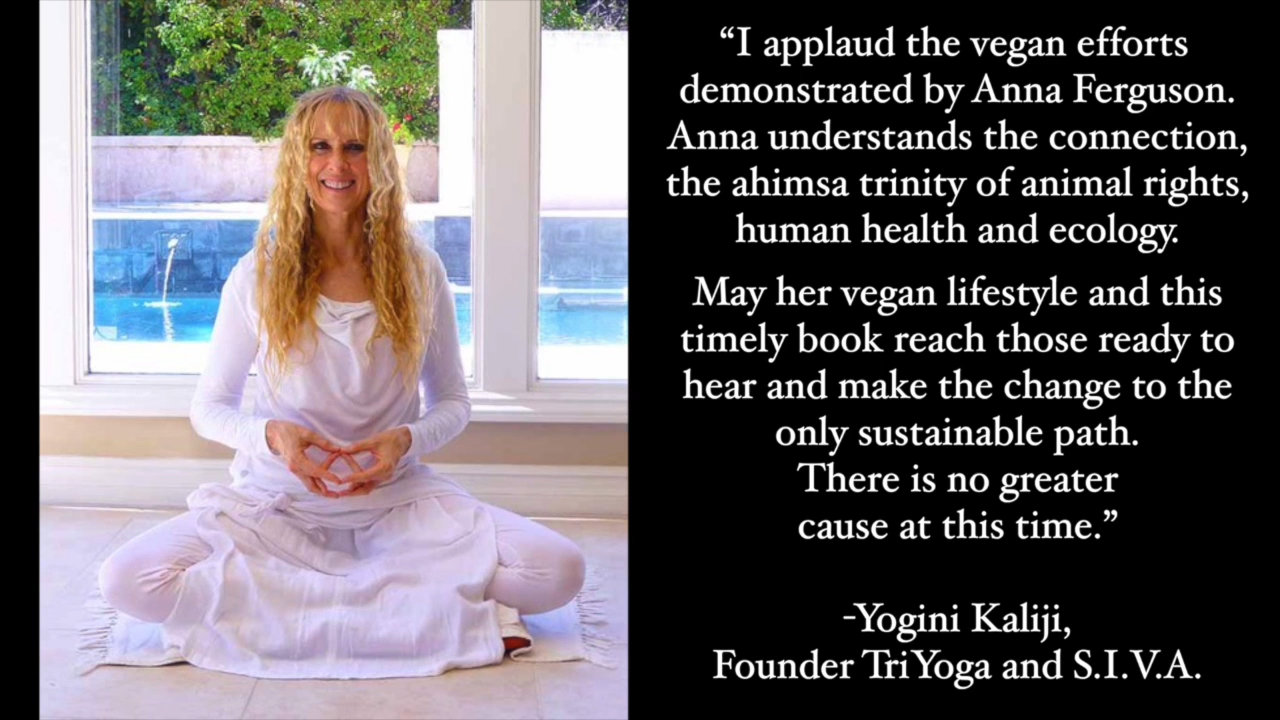 “I applaud the vegan efforts
demonstrated by Anna Ferguson.
Anna understands the connection,
the ahimsa trinity of animal rights,
human health and ecology.
May her vegan lifestyle and this
timely book reach those ready to
hear and make the change to the
only sustainable path.
There is no greater
cause at this time.”
-Yogini Kaliji,
Founder TriYoga and S.I.V.A.